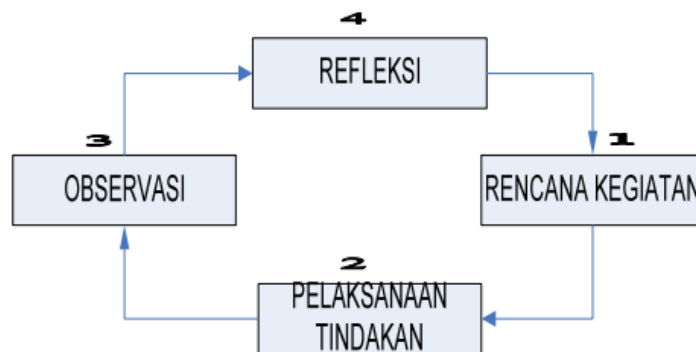 4
REFLEKSI
3
OBSERVASI
1
RENCANA KEGIATAN
2
PELAKSANAAN
TINDAKAN